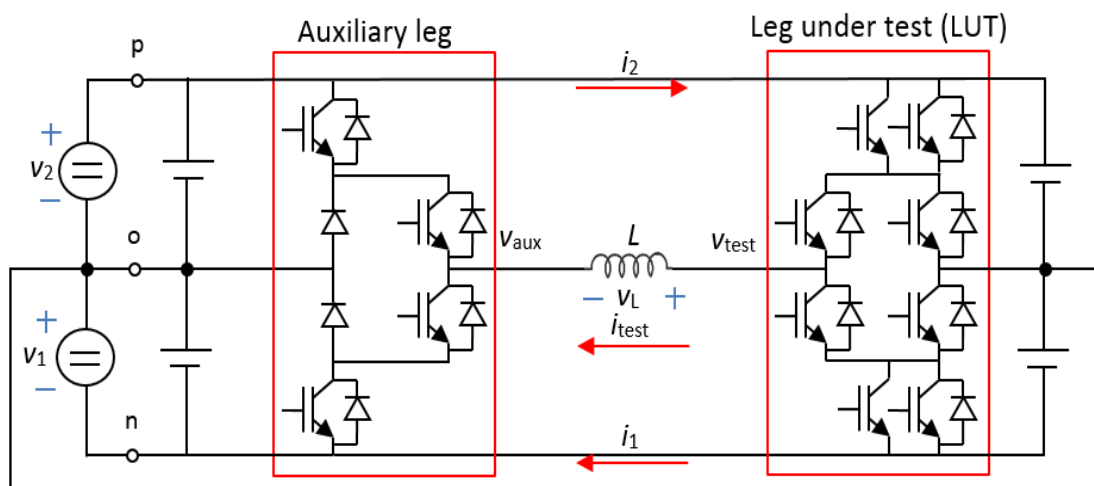 Auxiliary leg
Leg under test (LUT)
p
i2
+
v2
−
o
vaux
L
vtest
− vL +
itest
+
v1
−
n
i1